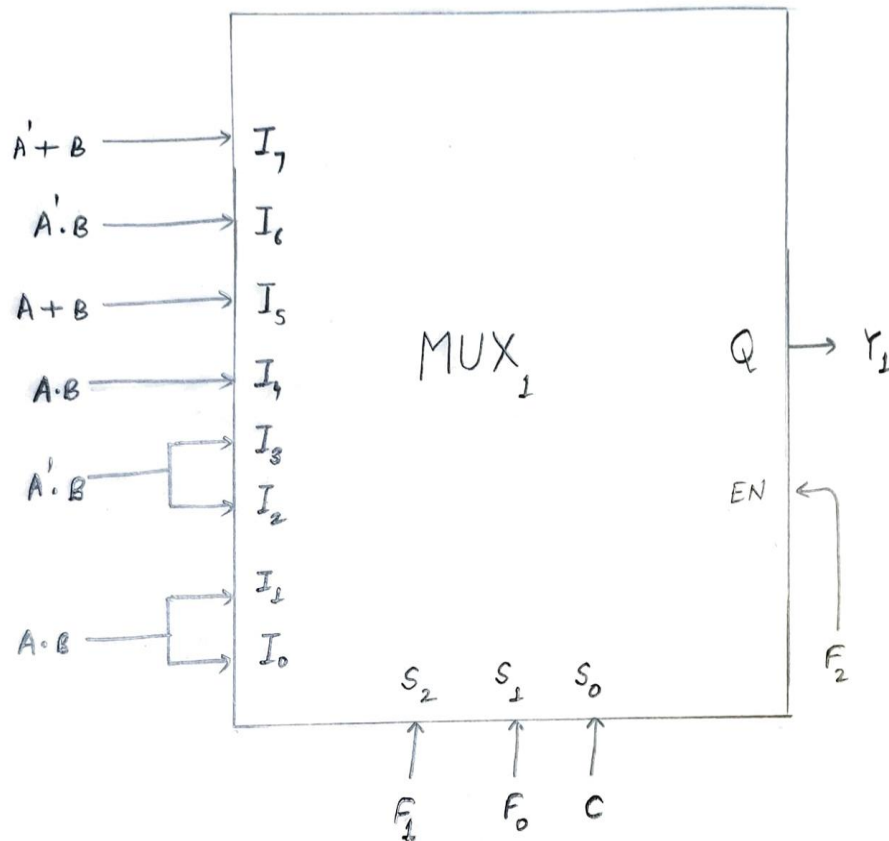 A'+B I₇
A'.B I₆
A+B I₅
MUX₁ Q Y₁
A.B I₄
I₃
A'.B
I₂
EN
I₁
A.B
I₀
F₂
S₂ S₁ S₀
F₁ F₀ C